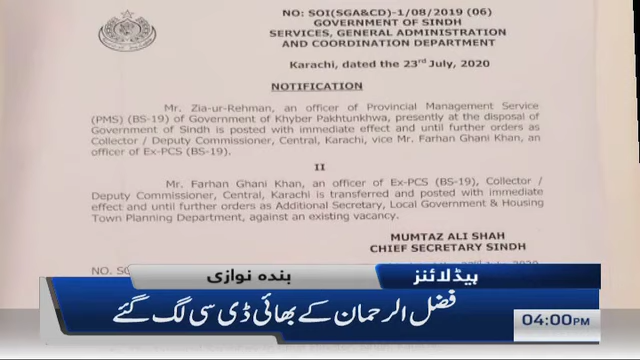 NO: SOI(SGA&CD)-1/08/2019 (06)
GOVERNMENT OF SINDH
SERVICES, GENERAL ADMINISTRATION
AND COORDINATION DEPARTMENT
Karachi, dated the 23rd July, 2020
NOTIFICATION
Mr. Zia-ur-Rehman, an officer of Provincial Management Service
(PMS) (BS-19) of Government of Khyber Pakhtunkhwa, presently at the disposal of
Government of Sindh is posted with immediate effect and until further orders as
Collector / Deputy Commissioner, Central, Karachi, vice Mr. Farhan Ghani Khan, an
officer of Ex-PCS (BS-19).
II
Mr. Farhan Ghani Khan, an officer of Ex-PCS (BS-19), Collector /
Deputy Commissioner, Central, Karachi is transferred and posted with immediate
effect and until further orders as Additional Secretary, Local Government & Housing
Town Planning Department, against an existing vacancy.
MUMTAZ ALI SHAH
CHIEF SECRETARY SINDH
NO. SO
July, 2020
ہیڈلائنز
بندہ نوازی
فضل الرحمان کے بھائی ڈی سی لگ گئے
04:00PM